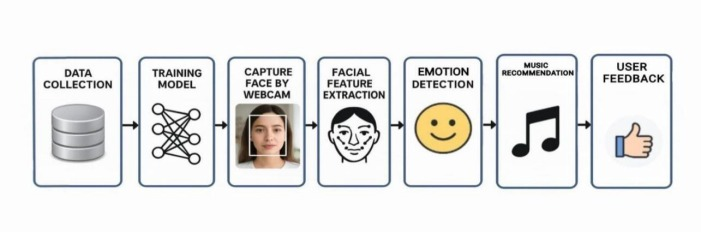 DATA
COLLECTION
TRAINING
MODEL
CAPTURE
FACE BY
WEBCAM
FACIAL
FEATURE
EXTRACTION
EMOTION
DETECTION
MUSIC
RECOMMENDATION
USER
FEEDBACK